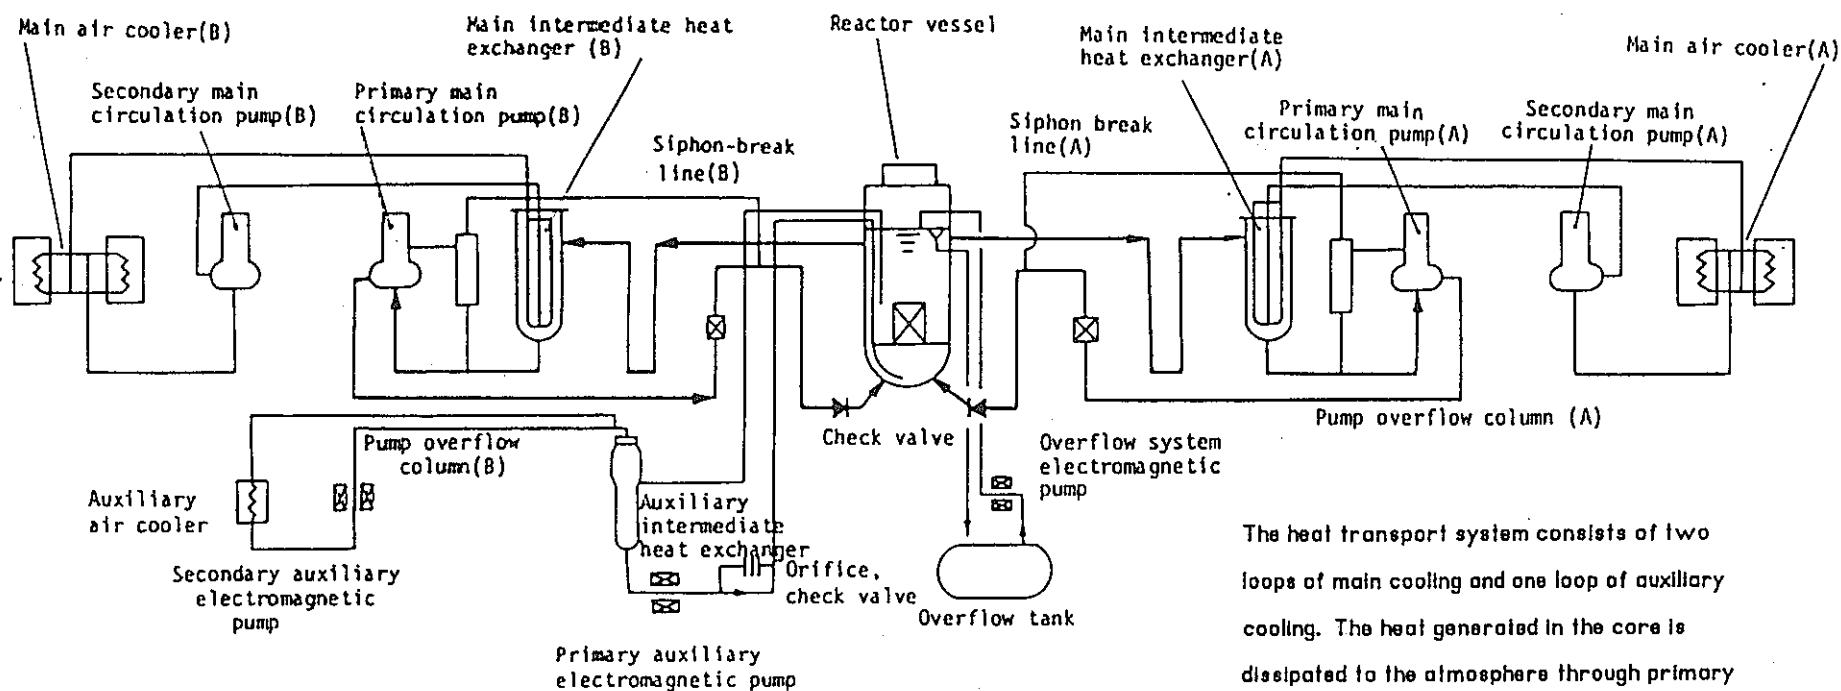 Main air cooler(B)
Secondary main
circulation pump(B)
Primary main
circulation pump(B)
Main intermediate heat
exchanger (B)
Siphon-break
line(B)
Reactor vessel
Siphon break
line(A)
Main intermediate
heat exchanger(A)
Primary main
circulation pump(A)
Secondary main
circulation pump(A)
Main air cooler(A)
Pump overflow
column(B)
Check valve
Overflow system
electromagnetic
pump
Pump overflow column (A)
Auxiliary
air cooler
Auxiliary
intermediate
heat exchanger
Secondary auxiliary
electromagnetic
pump
Orifice,
check valve
Overflow tank
Primary auxiliary
electromagnetic pump
The heat transport system consists of two
loops of main cooling and one loop of auxiliary
cooling. The heat generated in the core is
dissipated to the atmosphere through primary